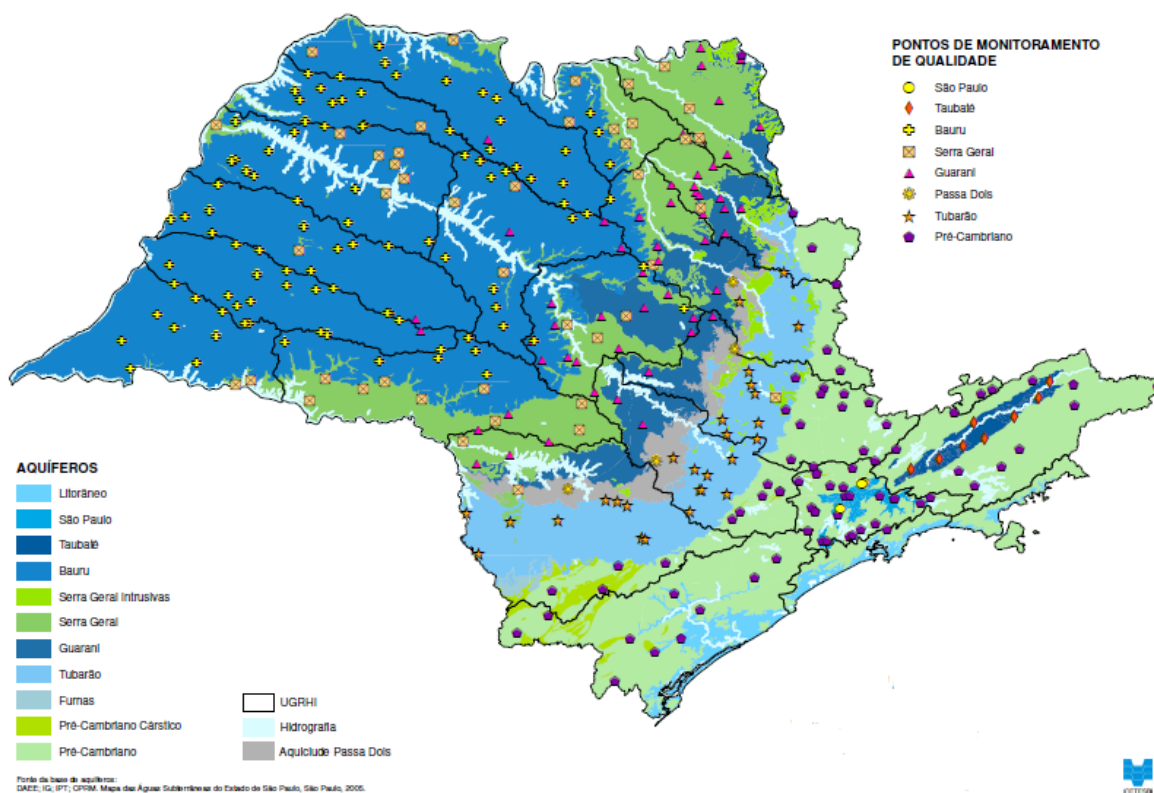 PONTOS DE MONITORAMENTO
DE QUALIDADE
São Paulo
Taubaté
Bauru
Serra Geral
Guarani
Passa Dois
Tubarão
Pré-Cambriano
AQUÍFEROS
Litorâneo
São Paulo
Taubaté
Bauru
Serra Geral Intrusivas
Serra Geral
Guarani
Tubarão
Furnas
Pré-Cambriano Cárstico
Pré-Cambriano
UGRHI
Hidrografia
Aquiclude Passa Dois
Fonte da base de aquíferos:
DAEE; IG; IPT; CPRM. Mapa das Águas Subterrâneas do Estado de São Paulo, São Paulo, 2005.
CETESB